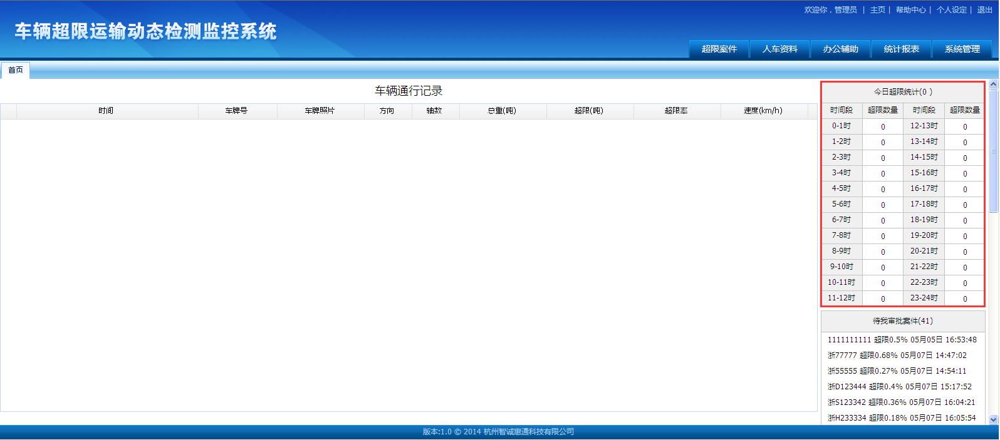 欢迎你，管理员 | 主页 | 帮助中心 | 个人设定 | 退出
车辆超限运输动态检测监控系统
超限案件 人车资料 办公辅助 统计报表 系统管理
首页
车辆通行记录
时间 车牌号 车牌照片 方向 轴数 总重(吨) 超限(吨) 超限率 速度(km/h)
今日超限统计(0 )
时间段 超限数量 时间段 超限数量
0-1时 0 12-13时 0
1-2时 0 13-14时 0
2-3时 0 14-15时 0
3-4时 0 15-16时 0
4-5时 0 16-17时 0
5-6时 0 17-18时 0
6-7时 0 18-19时 0
7-8时 0 19-20时 0
8-9时 0 20-21时 0
9-10时 0 21-22时 0
10-11时 0 22-23时 0
11-12时 0 23-24时 0
待我审批案件(41)
1111111111 超限0.5% 05月05日 16:53:48
浙77777 超限0.68% 05月07日 14:47:02
浙55555 超限0.27% 05月07日 14:54:11
浙D123444 超限0.4% 05月07日 15:17:52
浙S123342 超限0.36% 05月07日 16:04:21
浙H233334 超限0.18% 05月07日 16:05:54
版本:1.0 © 2014 杭州智诚惠通科技有限公司